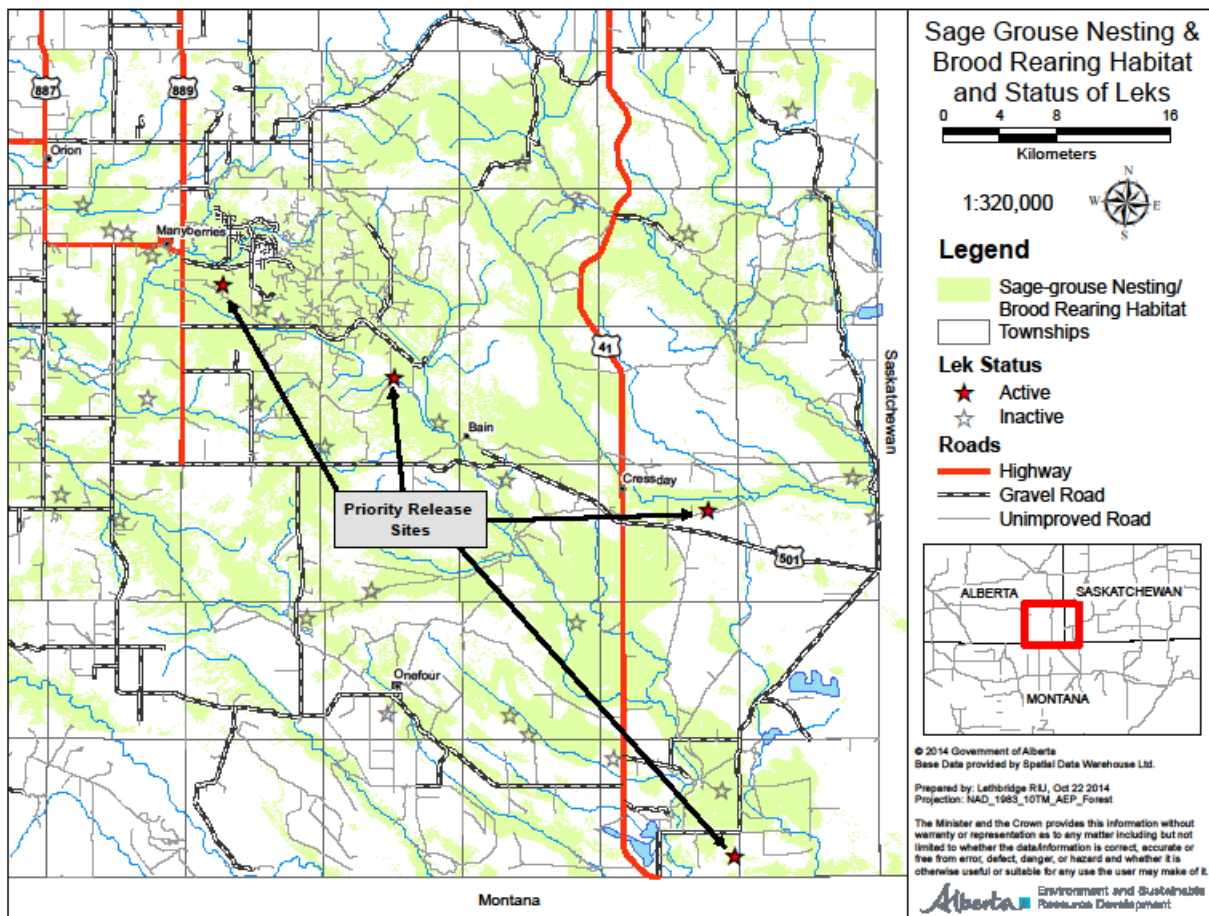 887
889
Orion
Manyberries
41
Bain
Cressday
Priority Release
Sites
501
Onefour
Saskatchewan
Montana
Sage Grouse Nesting &
Brood Rearing Habitat
and Status of Leks
0 4 8 16
Kilometers
1:320,000
N
W E
S
Legend
Sage-grouse Nesting/
Brood Rearing Habitat
Townships
Lek Status
Active
Inactive
Roads
Highway
Gravel Road
Unimproved Road
ALBERTA SASKATCHEWAN
MONTANA
© 2014 Government of Alberta
Base Data provided by Spatial Data Warehouse Ltd.
Prepared by: Lethbridge RIU, Oct 22 2014
Projection: NAD_1983_10TM_AEP_Forest
The Minister and the Crown provides this information without
warranty or representation as to any matter including but not
limited to whether the data/information is correct, accurate or
free from error, defect, danger, or hazard and whether it is
otherwise useful or suitable for any use the user may make of it.
Alberta Environment and Sustainable
Resource Development